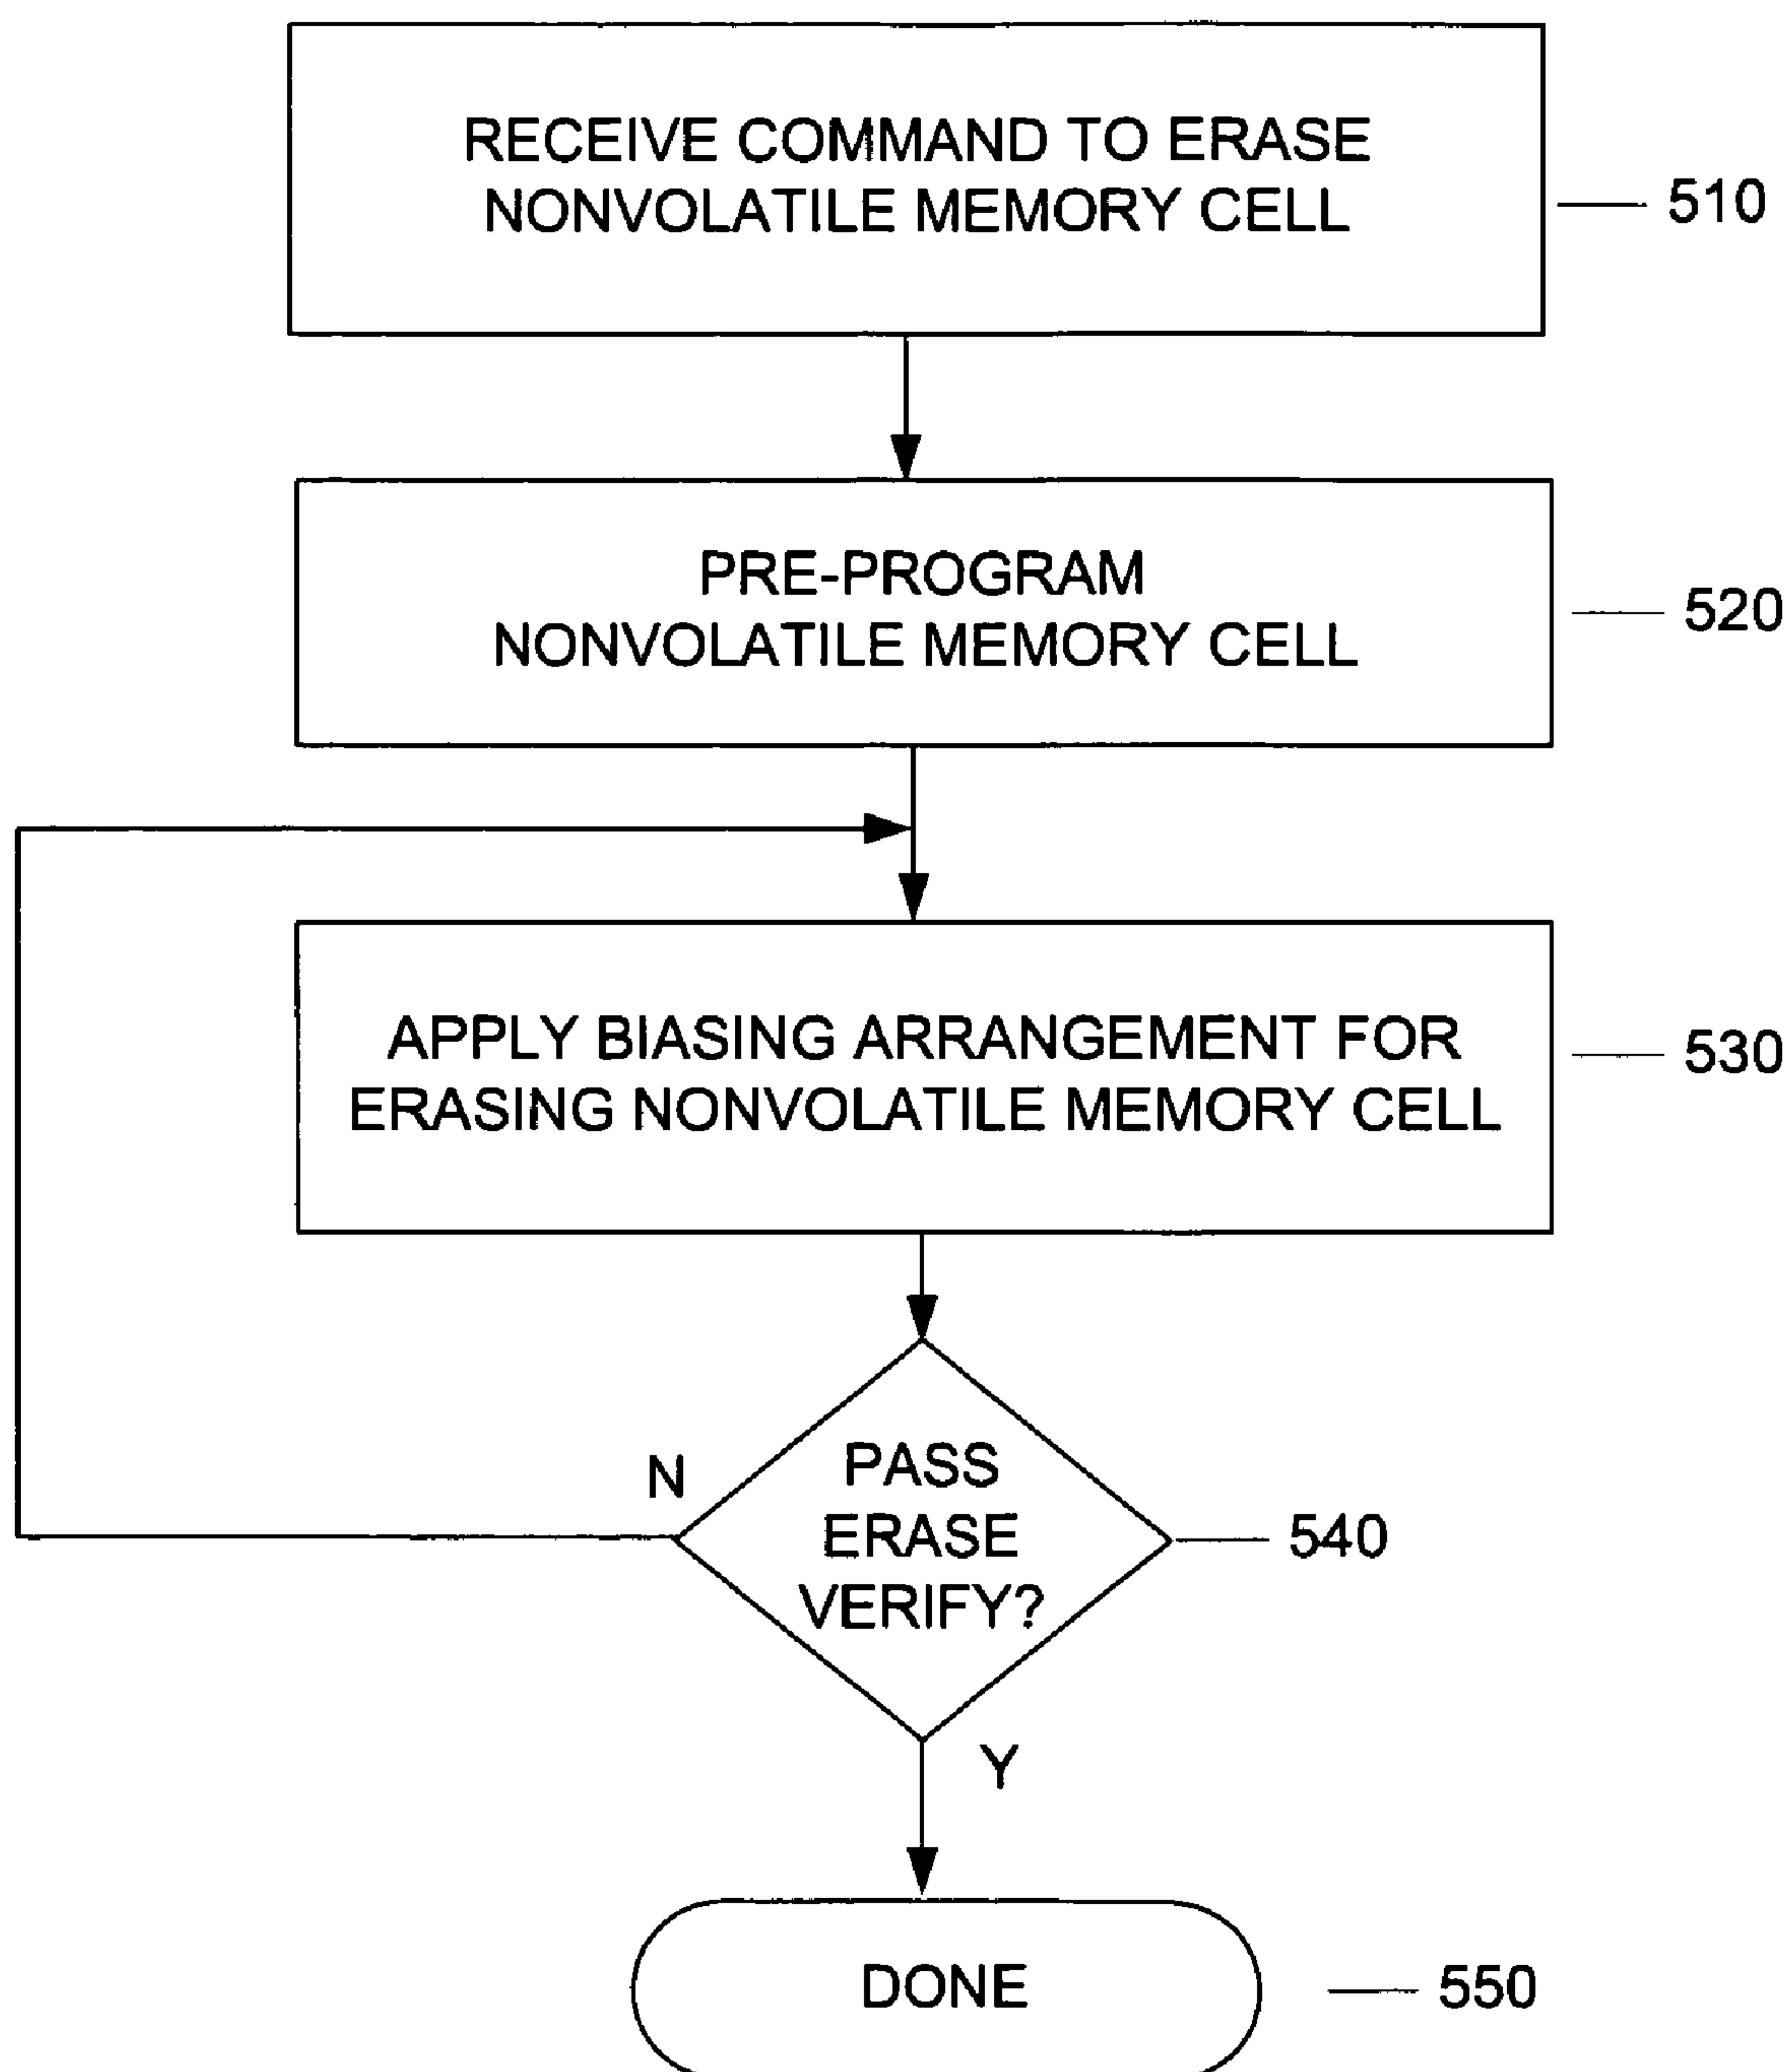 RECEIVE COMMAND TO ERASE
NONVOLATILE MEMORY CELL
510
PRE-PROGRAM
NONVOLATILE MEMORY CELL
520
APPLY BIASING ARRANGEMENT FOR
ERASING NONVOLATILE MEMORY CELL
530
N
PASS
ERASE
VERIFY?
540
Y
DONE
550